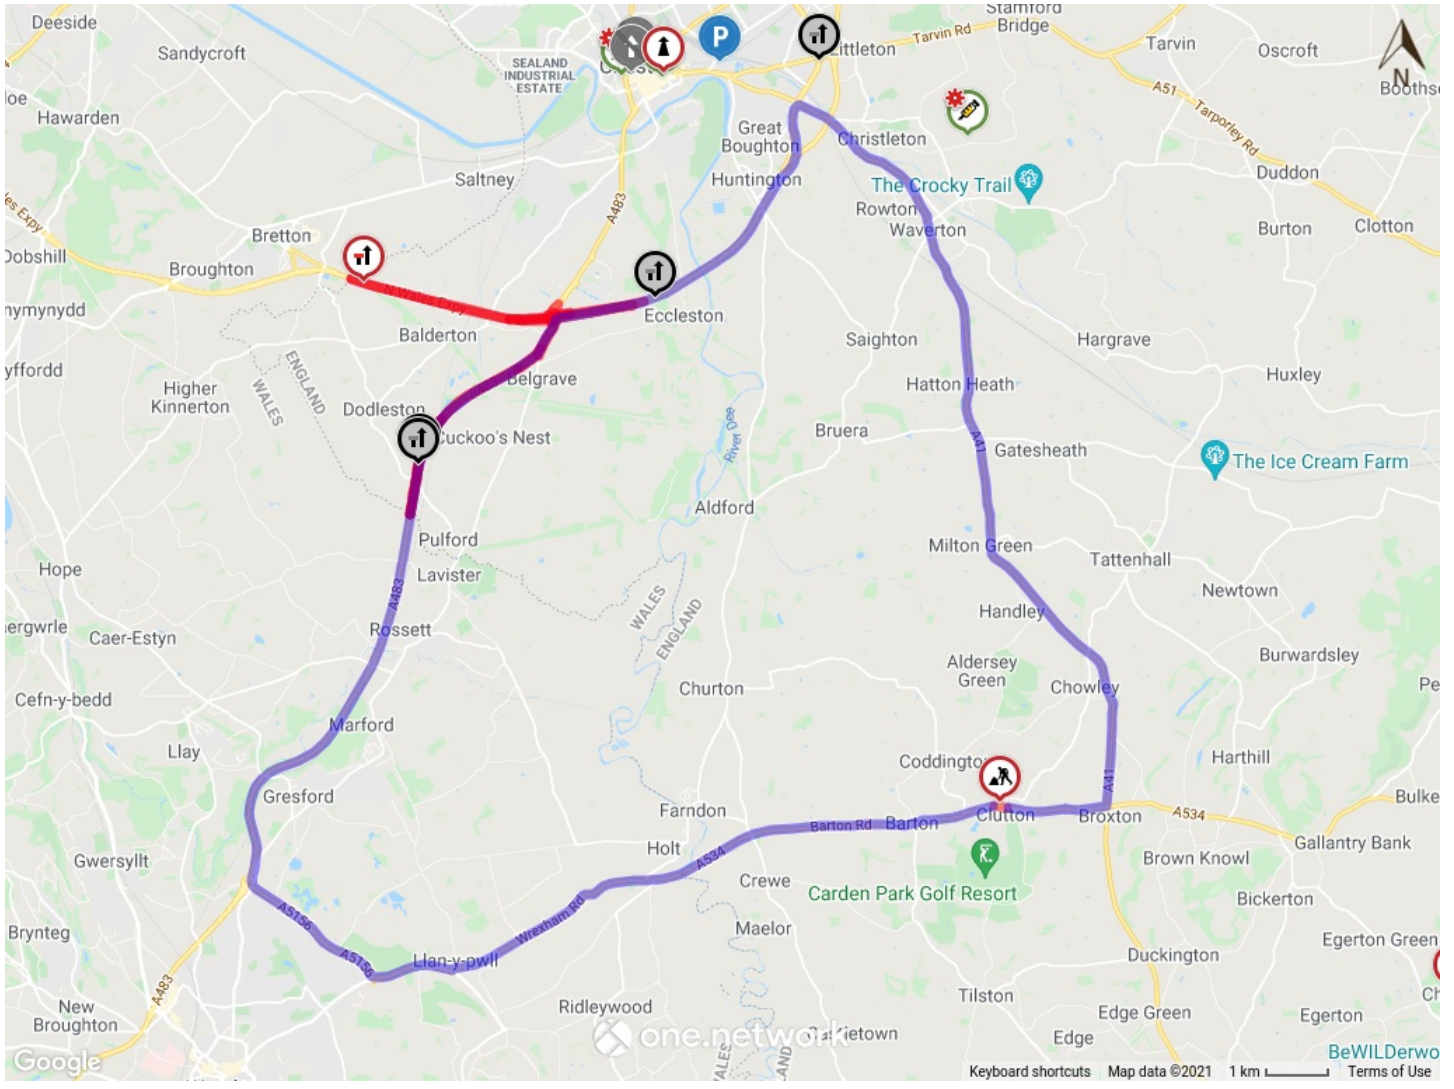 Deeside
Stamford
Bridge
Sandycroft
SEALAND
INDUSTRIAL
ESTATE
P
Littleton
Tarvin Rd
Tarvin
Oscroft
N
A51
Tarporley Rd
Hawarden
Great
Boughton
Christleton
Saltney
Huntington
The Crocky Trail
Duddon
A483
Rowton
Waverton
Burton
Clotton
Bretton
Dobshill
Broughton
N Wales Expy
Eccleston
Balderton
Saighton
Hargrave
ENGLAND
WALES
Higher
Kinnerton
Belgrave
Hatton Heath
Huxley
Dodleston
Cuckoo's Nest
River Dee
Bruera
A41
Gatesheath
The Ice Cream Farm
Aldford
Pulford
Milton Green
Tattenhall
Hope
Lavister
A483
WALES
ENGLAND
Newtown
Handley
Caer-Estyn
Rossett
Aldersey
Green
Burwardsley
Cefn-y-bedd
Churton
Chowley
Marford
Llay
Coddington
Harthill
A41
Gresford
Farndon
Barton Rd
Barton
Clutton
Broxton
A534
Gwersyllt
Holt
A534
Gallantry Bank
Brown Knowl
Crewe
Carden Park Golf Resort
Bickerton
A5156
Wrexham Rd
Brynteg
Maelor
Egerton Green
A5156
Llan-y-pwll
Duckington
A483
New
Broughton
Ridleywood
Tilston
Edge Green
Egerton
one.network
Edge
BeWILDerwo
Google
Keyboard shortcuts
Map data ©2021
1 km
Terms of Use